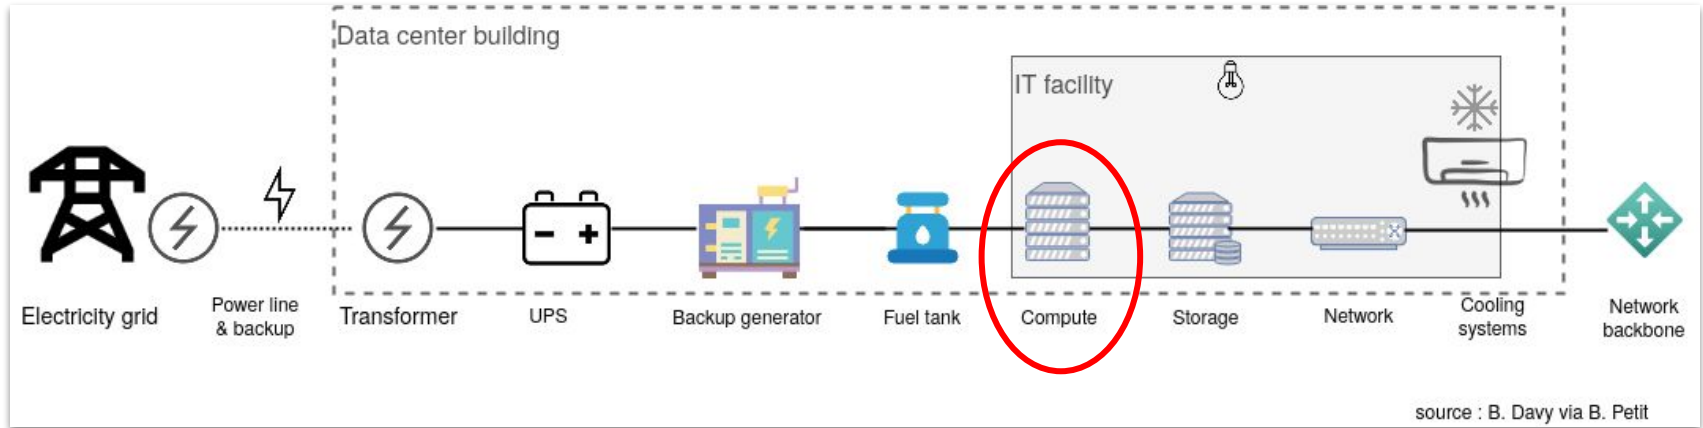 Data center building
IT facility
Electricity grid
Power line
& backup
Transformer
UPS
Backup generator
Fuel tank
Compute
Storage
Network
Cooling
systems
Network
backbone
source : B. Davy via B. Petit